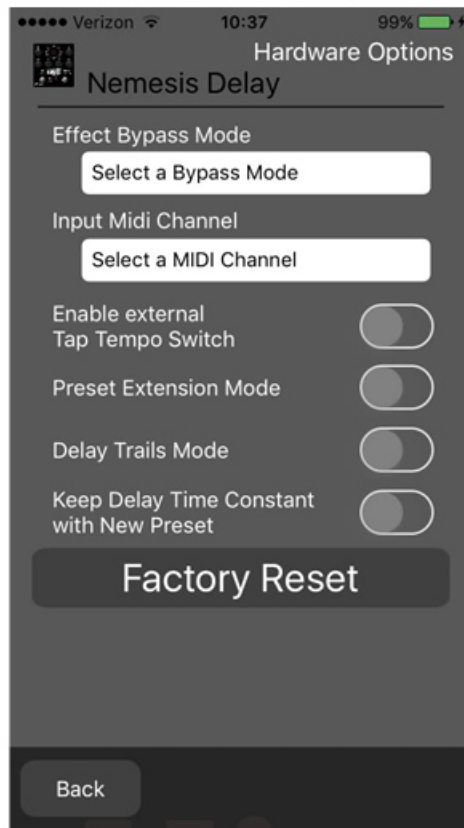 Verizon 10:37 99%
Hardware Options
Nemesis Delay
Effect Bypass Mode
Select a Bypass Mode
Input Midi Channel
Select a MIDI Channel
Enable external
Tap Tempo Switch
Preset Extension Mode
Delay Trails Mode
Keep Delay Time Constant
with New Preset
Factory Reset
Back